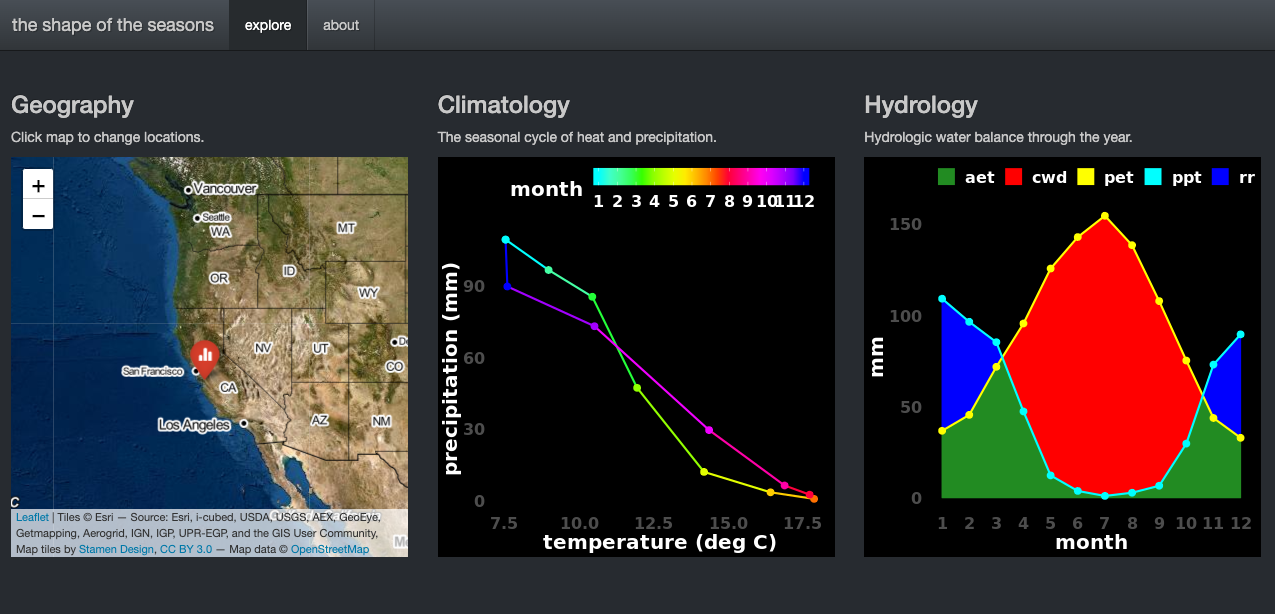 the shape of the seasons
explore
about
Geography
Click map to change locations.
+
−
Vancouver
Seattle
WA
MT
OR
ID
WY
NV
UT
CO
San Francisco
CA
Los Angeles
AZ
NM
C
Leaflet | Tiles © Esri — Source: Esri, i-cubed, USDA, USGS, AEX, GeoEye,
Getmapping, Aerogrid, IGN, IGP, UPR-EGP, and the GIS User Community,
Map tiles by Stamen Design, CC BY 3.0 — Map data © OpenStreetMap
Climatology
The seasonal cycle of heat and precipitation.
month
1 2 3 4 5 6 7 8 9 10 11 12
precipitation (mm)
90
60
30
0
7.5 10.0 12.5 15.0 17.5
temperature (deg C)
Hydrology
Hydrologic water balance through the year.
aet cwd pet ppt rr
mm
150
100
50
0
1 2 3 4 5 6 7 8 9 10 11 12
month